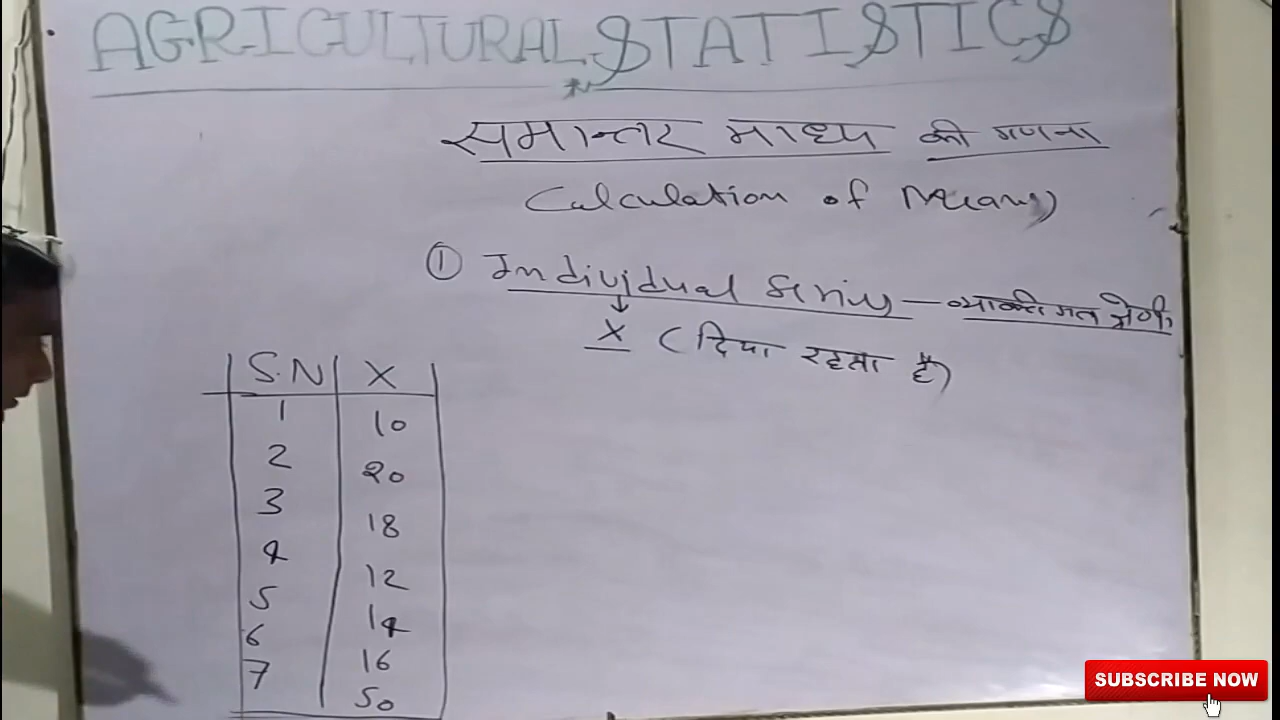 AGRICULTURAL STATISTICS
समान्तर माध्य की गणना
Calculation of Means)
① Individual Series — व्यक्तिगत श्रेणी
X (दिया रहता है)
S.N X
1 10
2 20
3 18
4 12
5 14
6 16
7 50
SUBSCRIBE NOW